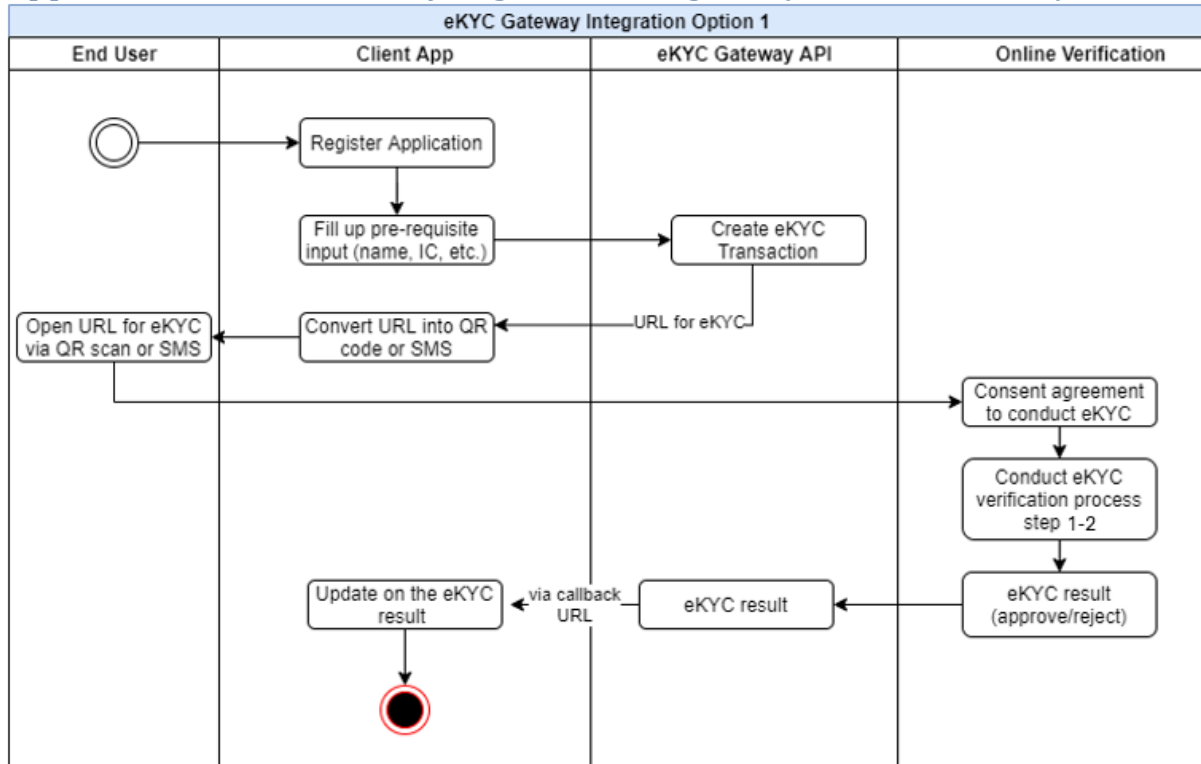 eKYC Gateway Integration Option 1
End User
Client App
eKYC Gateway API
Online Verification
Register Application
Fill up pre-requisite
input (name, IC, etc.)
Create eKYC
Transaction
URL for eKYC
Convert URL into QR
code or SMS
Open URL for eKYC
via QR scan or SMS
Consent agreement
to conduct eKYC
Conduct eKYC
verification process
step 1-2
eKYC result
(approve/reject)
eKYC result
via callback
URL
Update on the eKYC
result